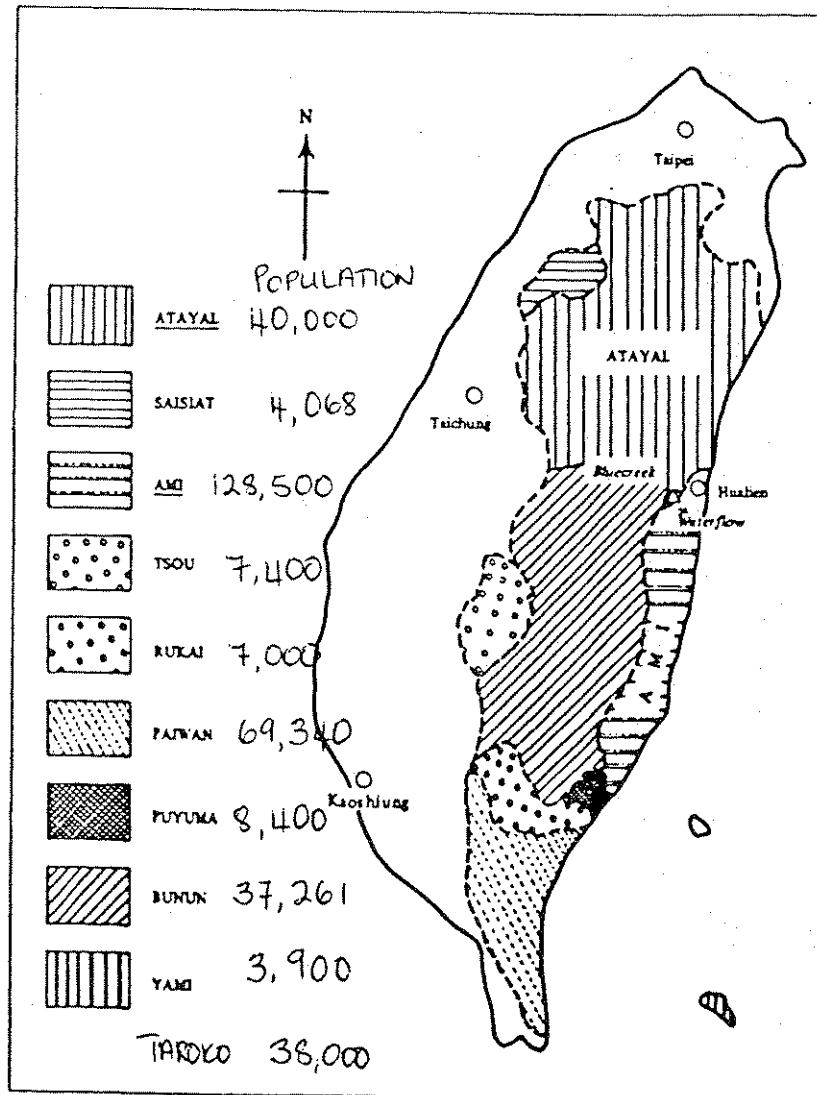 N
Taipei
POPULATION
ATAYAL 40,000
ATAYAL
SAISIAT 4,068
Taichung
AMI 128,500
Bluecreek
Hualien
Waterflow
TSOU 7,400
RUKAI 7,000
AMI
PAIWAN 69,340
Kaoshiung
PUYUMA 8,400
BUNUN 37,261
YAMI 3,900
TAROKO 38,000